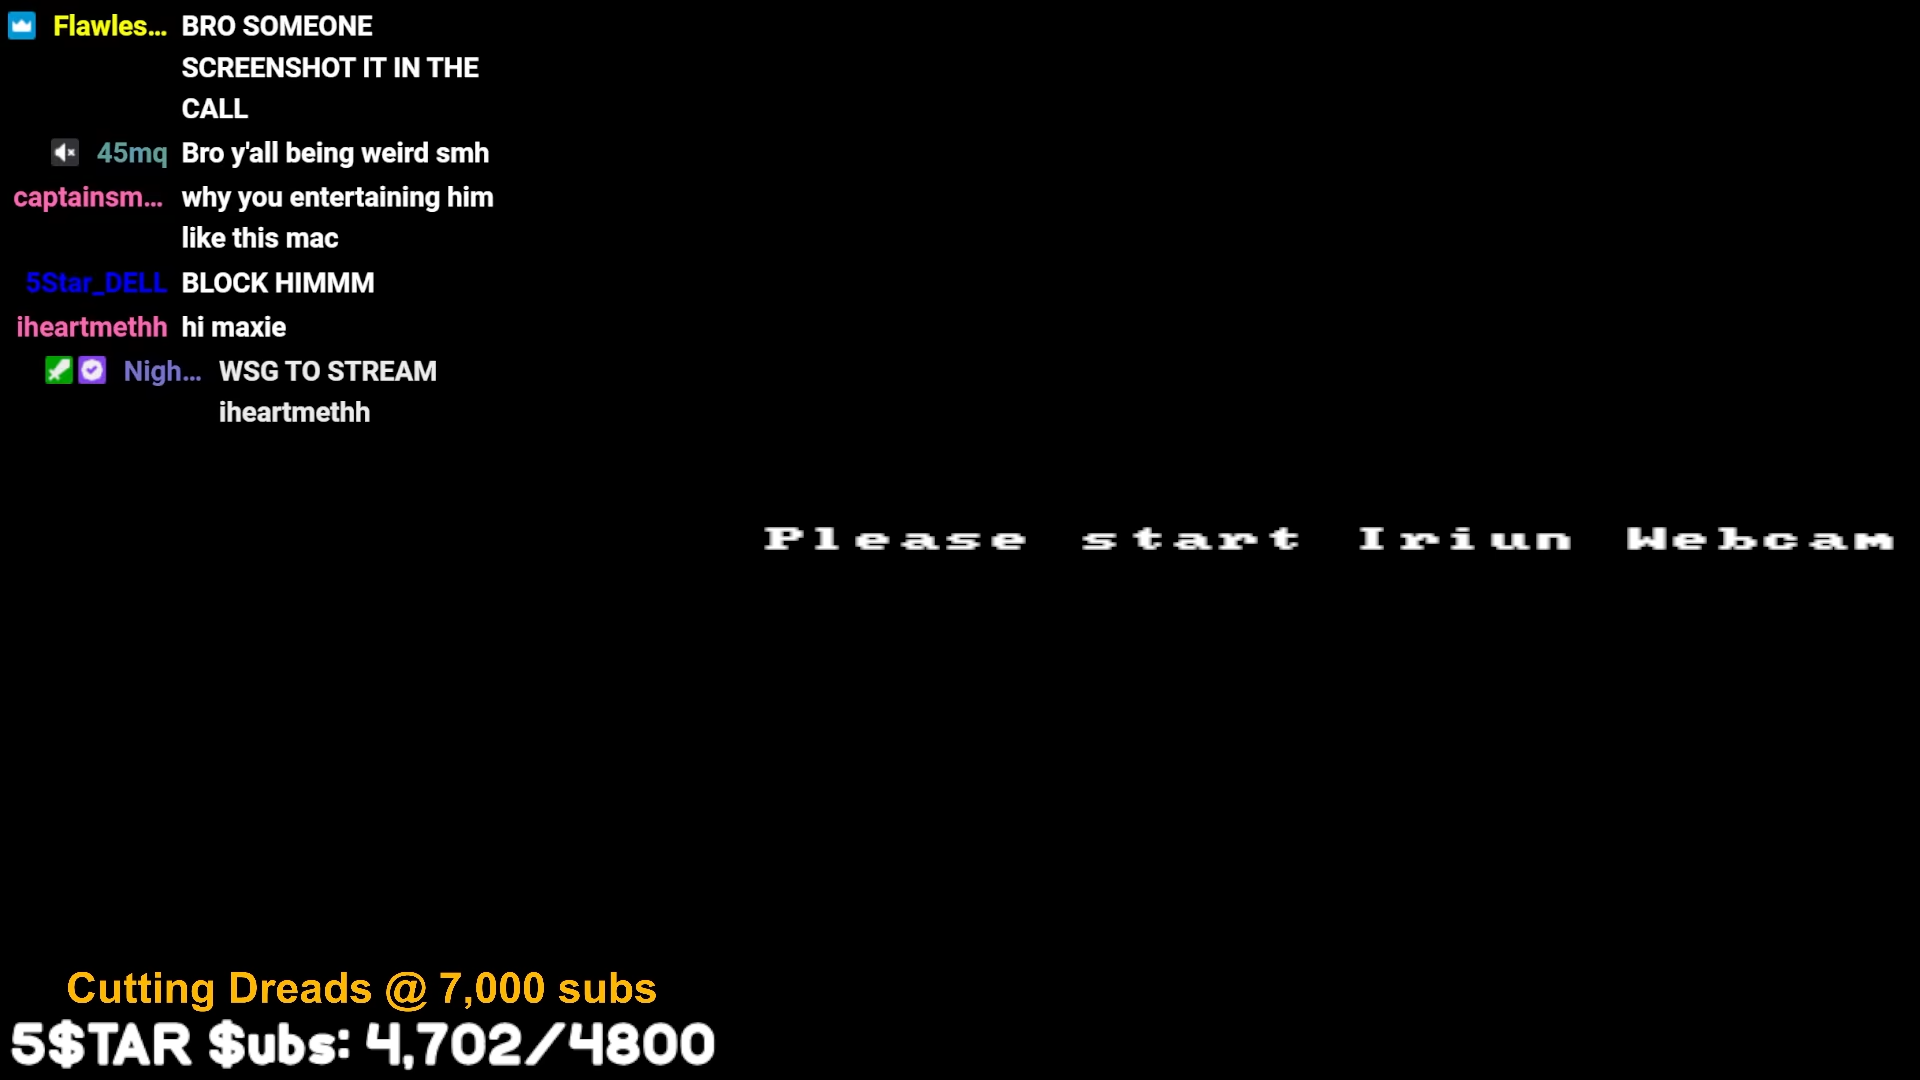 Flawles... BRO SOMEONE
SCREENSHOT IT IN THE
CALL
45mq Bro y'all being weird smh
captainsm... why you entertaining him
like this mac
5Star_DELL BLOCK HIMMM
iheartmethh hi maxie
Nigh... WSG TO STREAM
iheartmethh
Please start Iriun Webcam
Cutting Dreads @ 7,000 subs
5$TAR $ubs: 4,702/4800